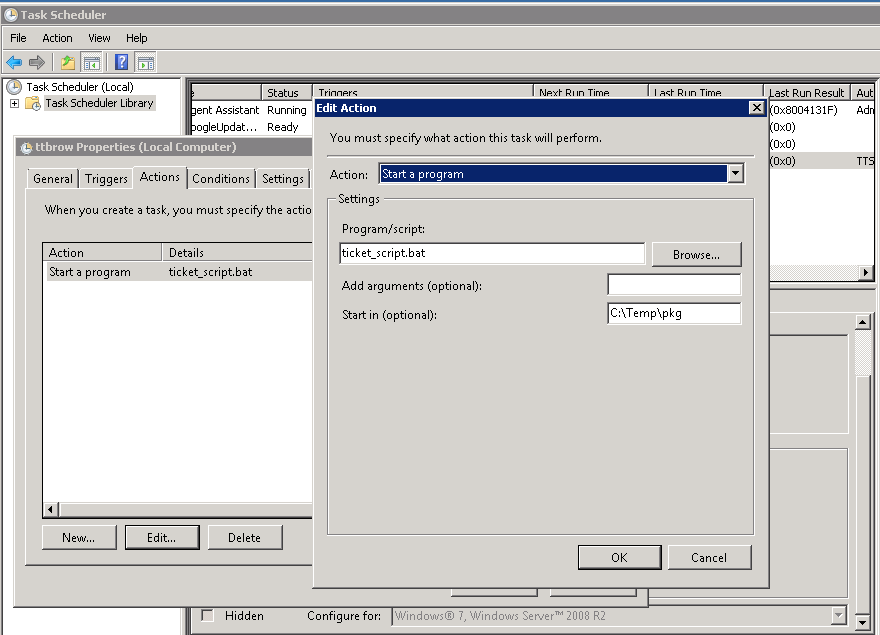 Task Scheduler
File Action View Help
Task Scheduler (Local)
Task Scheduler Library
Status Triggers Next Run Time Last Run Time Last Run Result
gent Assistant Running (0x8004131F)
oogleUpdat... Ready (0x0)
(0x0)
(0x0) TTS
ttbrow Properties (Local Computer)
General Triggers Actions Conditions Settings
When you create a task, you must specify the actio
Action Details
Start a program ticket_script.bat
New... Edit... Delete
Edit Action
You must specify what action this task will perform.
Action: Start a program
Settings
Program/script:
ticket_script.bat Browse...
Add arguments (optional):
Start in (optional): C:\Temp\pkg
OK Cancel
Hidden Configure for: Windows® 7, Windows Server™ 2008 R2